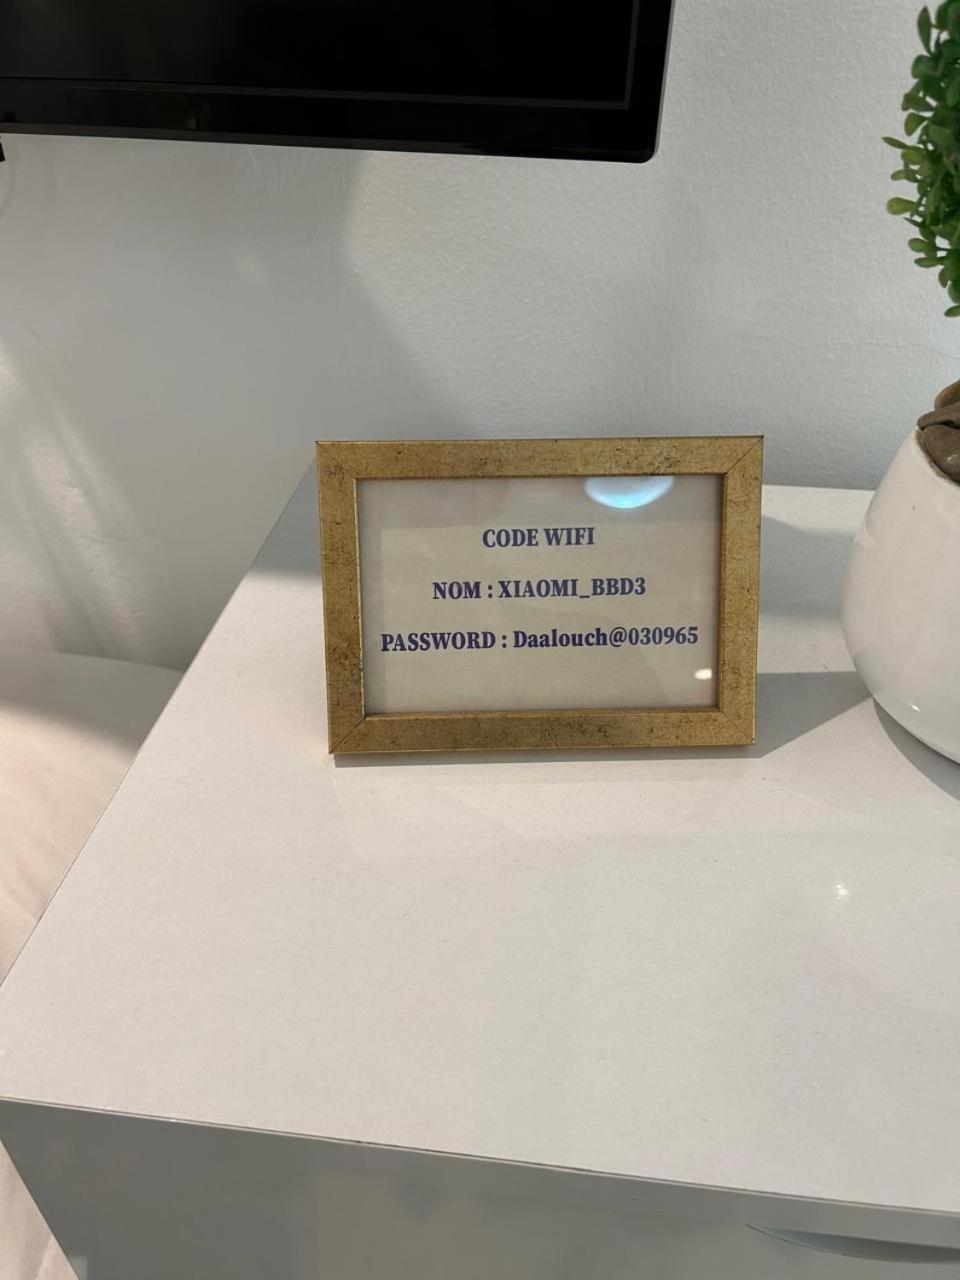 CODE WIFI
NOM : XIAOMI_BBD3
PASSWORD : Daalouch@030965